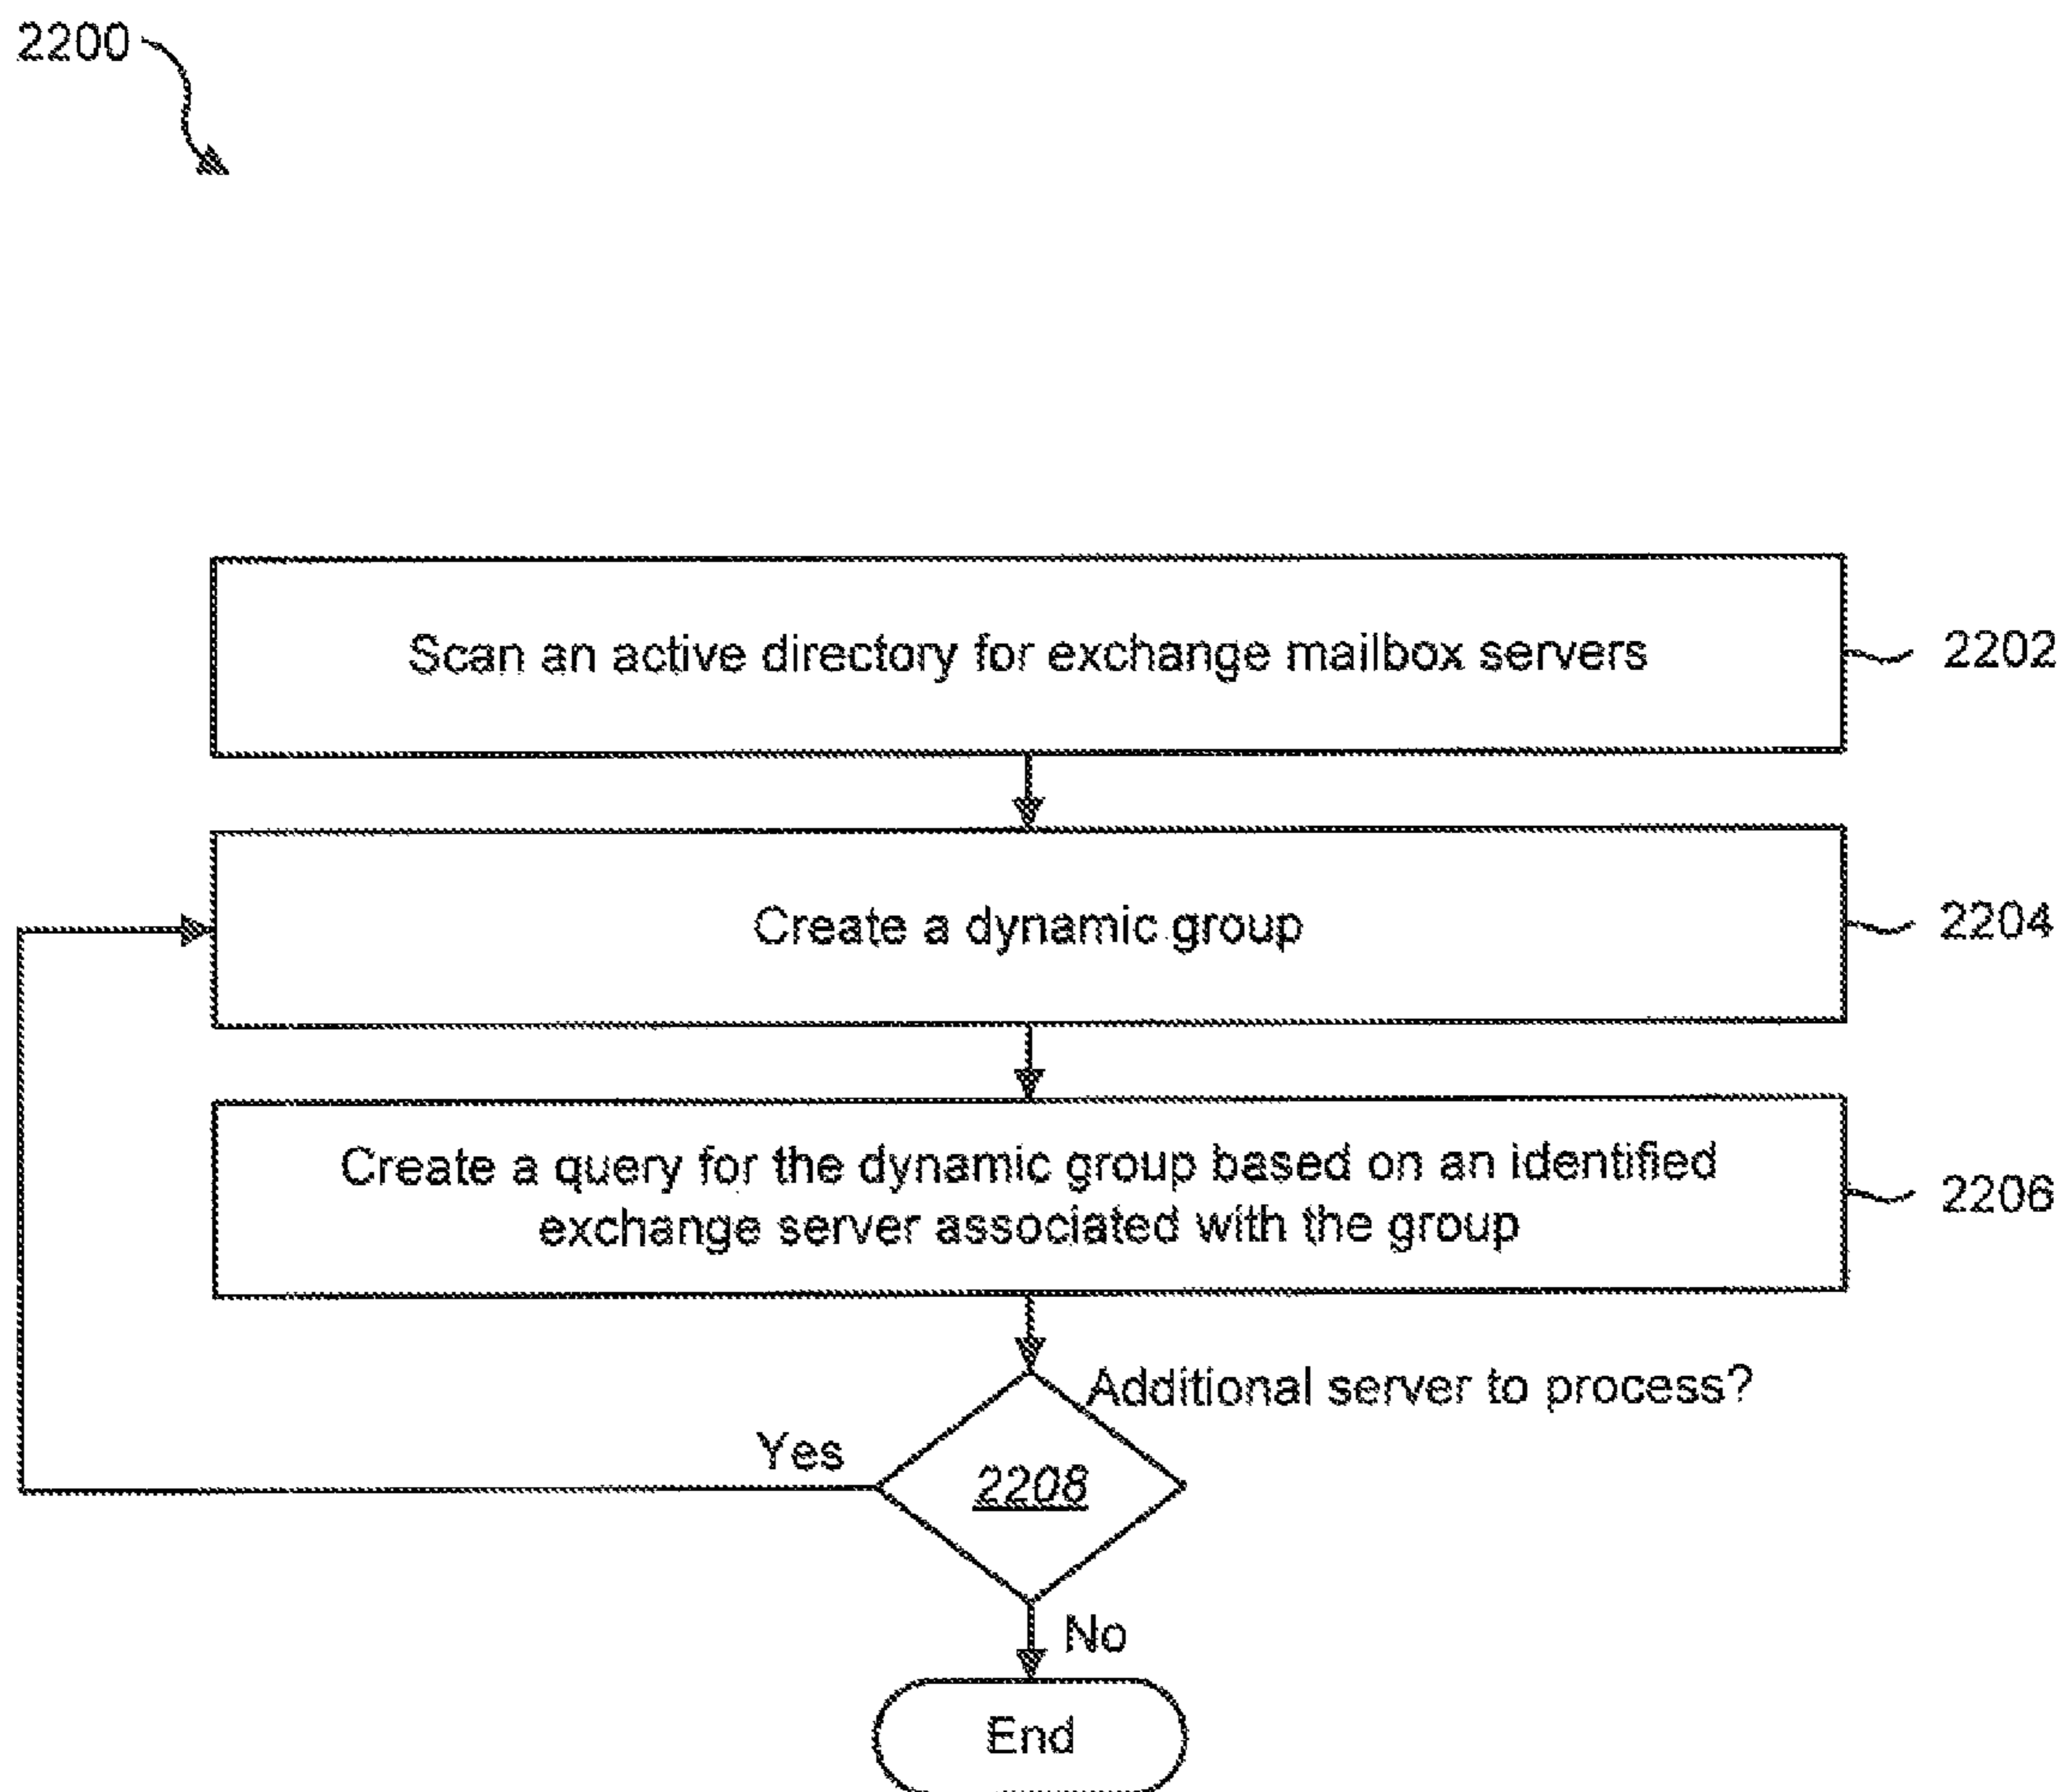 2200
Scan an active directory for exchange mailbox servers
2202
Create a dynamic group
2204
Create a query for the dynamic group based on an identified
exchange server associated with the group
2206
Additional server to process?
Yes
2208
No
End